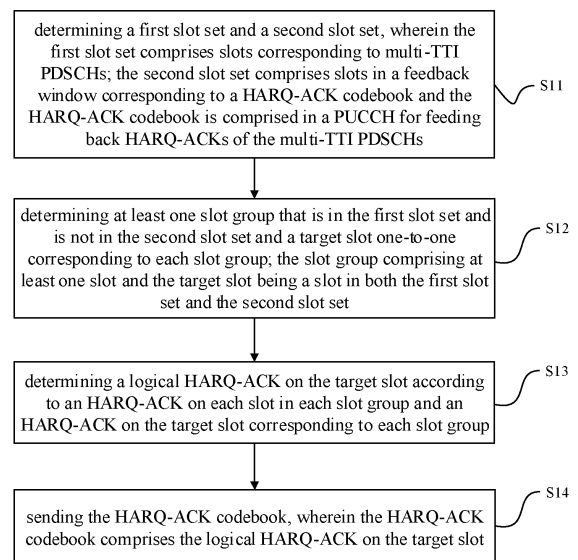 determining a first slot set and a second slot set, wherein the
first slot set comprises slots corresponding to multi-TTI
PDSCHs; the second slot set comprises slots in a feedback
window corresponding to a HARQ-ACK codebook and the
HARQ-ACK codebook is comprised in a PUCCH for feeding
back HARQ-ACKs of the multi-TTI PDSCHs
S11
determining at least one slot group that is in the first slot set and
is not in the second slot set and a target slot one-to-one
corresponding to each slot group; the slot group comprising at
least one slot and the target slot being a slot in both the first slot
set and the second slot set
S12
determining a logical HARQ-ACK on the target slot according
to an HARQ-ACK on each slot in each slot group and an
HARQ-ACK on the target slot corresponding to each slot group
S13
sending the HARQ-ACK codebook, wherein the HARQ-ACK
codebook comprises the logical HARQ-ACK on the target slot
S14